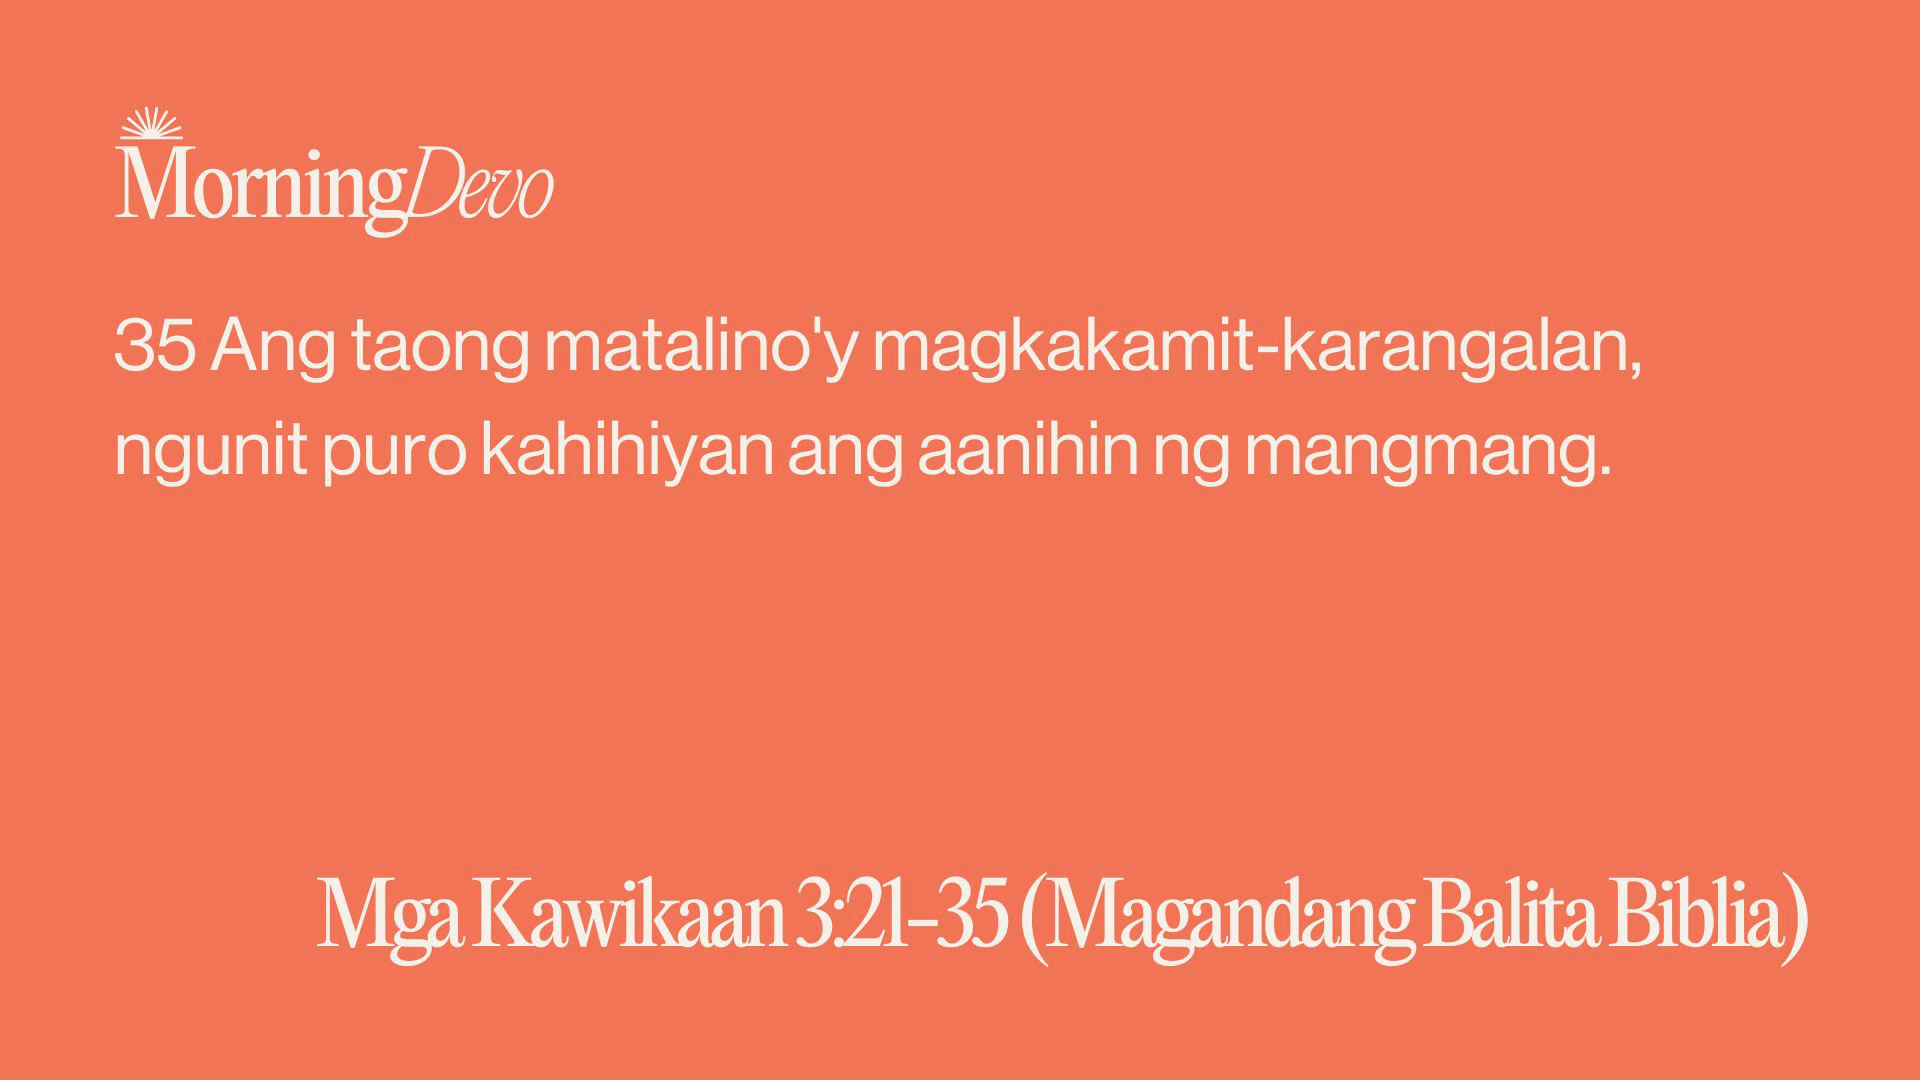 MorningDevo
35 Ang taong matalino'y magkakamit-karangalan,
ngunit puro kahihiyan ang aanihin ng mangmang.
Mga Kawikaan 3:21–35 (Magandang Balita Biblia)